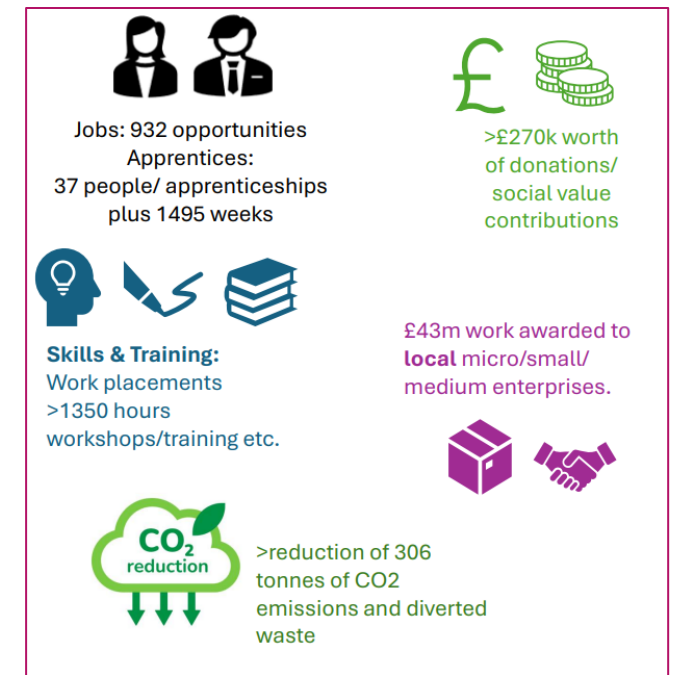 Jobs: 932 opportunities
Apprentices:
37 people/ apprenticeships
plus 1495 weeks
£
>£270k worth
of donations/
social value
contributions
Skills & Training:
Work placements
>1350 hours
workshops/training etc.
£43m work awarded to
local micro/small/
medium enterprises.
CO2
reduction
>reduction of 306
tonnes of CO2
emissions and diverted
waste